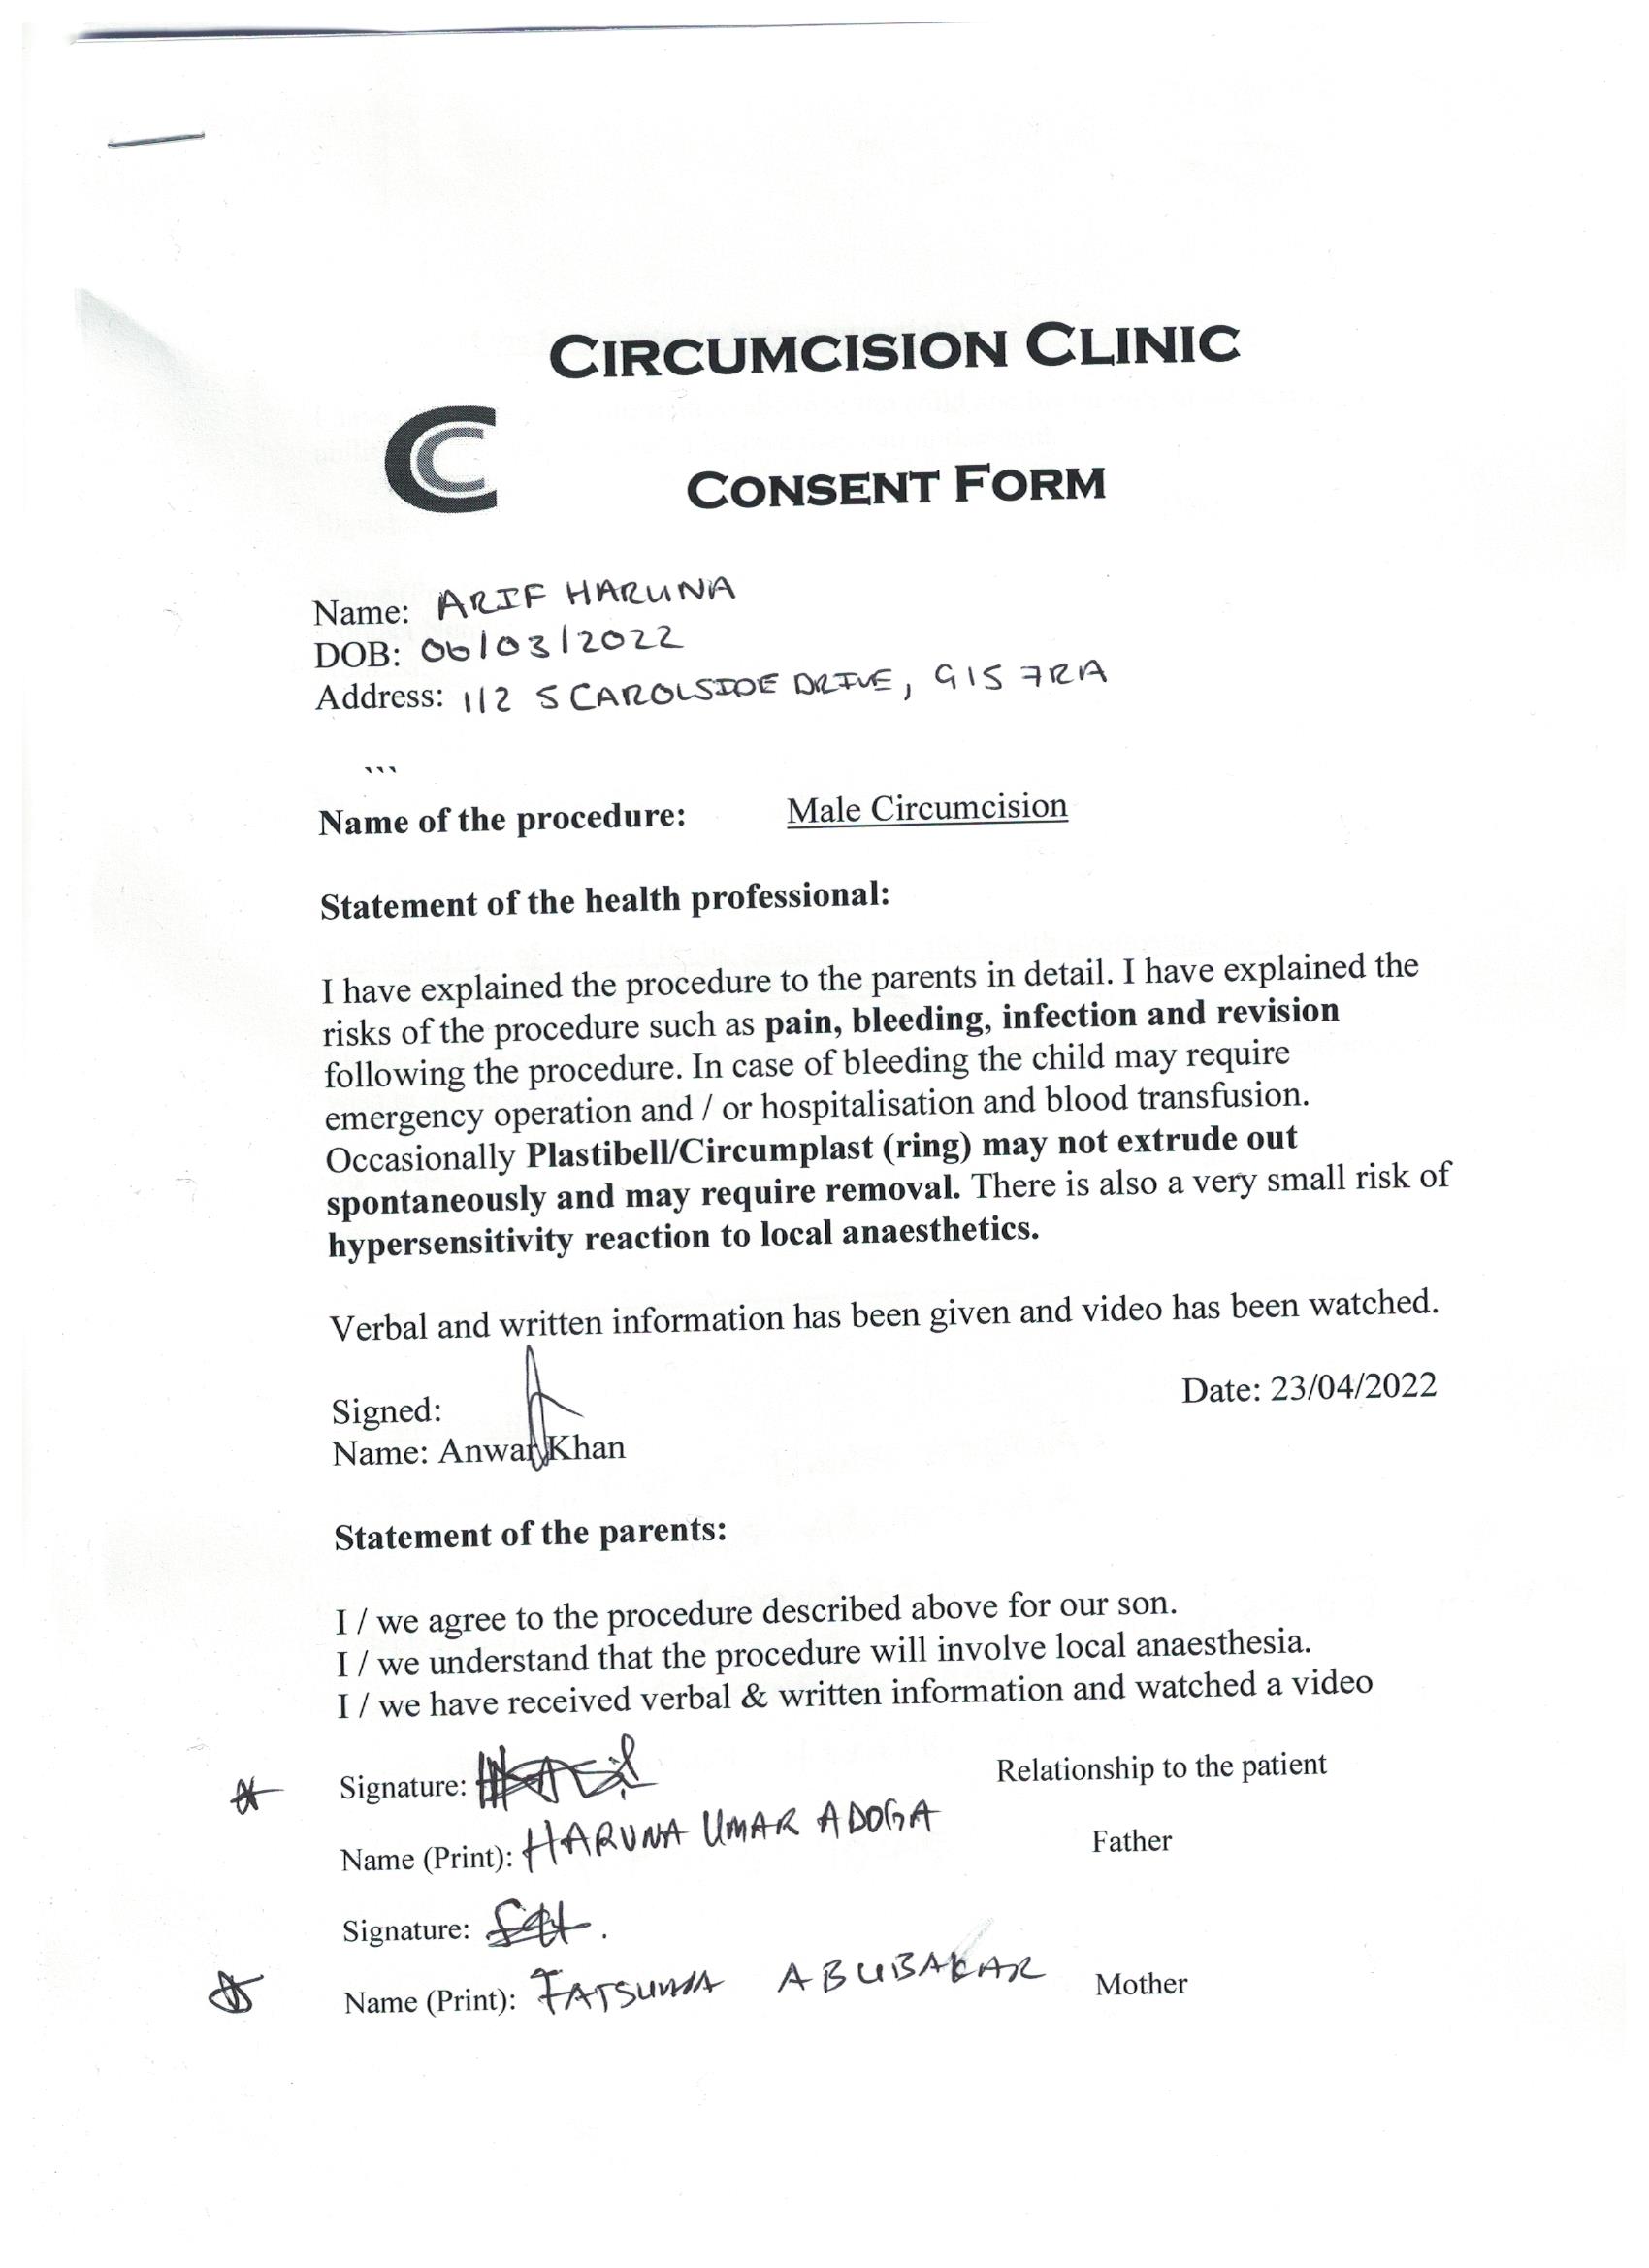 CIRCUMCISION CLINIC
CC
CONSENT FORM
Name: ARIF HARUNA
DOB: 06/03/2022
Address: 112 SCAROLSIDE DRIVE, G15 7RA
```
Name of the procedure: Male Circumcision
Statement of the health professional:
I have explained the procedure to the parents in detail. I have explained the
risks of the procedure such as pain, bleeding, infection and revision
following the procedure. In case of bleeding the child may require
emergency operation and / or hospitalisation and blood transfusion.
Occasionally Plastibell/Circumplast (ring) may not extrude out
spontaneously and may require removal. There is also a very small risk of
hypersensitivity reaction to local anaesthetics.
Verbal and written information has been given and video has been watched.
Signed: Date: 23/04/2022
Name: Anwar Khan
Statement of the parents:
I / we agree to the procedure described above for our son.
I / we understand that the procedure will involve local anaesthesia.
I / we have received verbal & written information and watched a video
Signature: Relationship to the patient
Name (Print): HARUNA UMAR ADOGA Father
Signature:
Name (Print): ABUBAKAR Mother